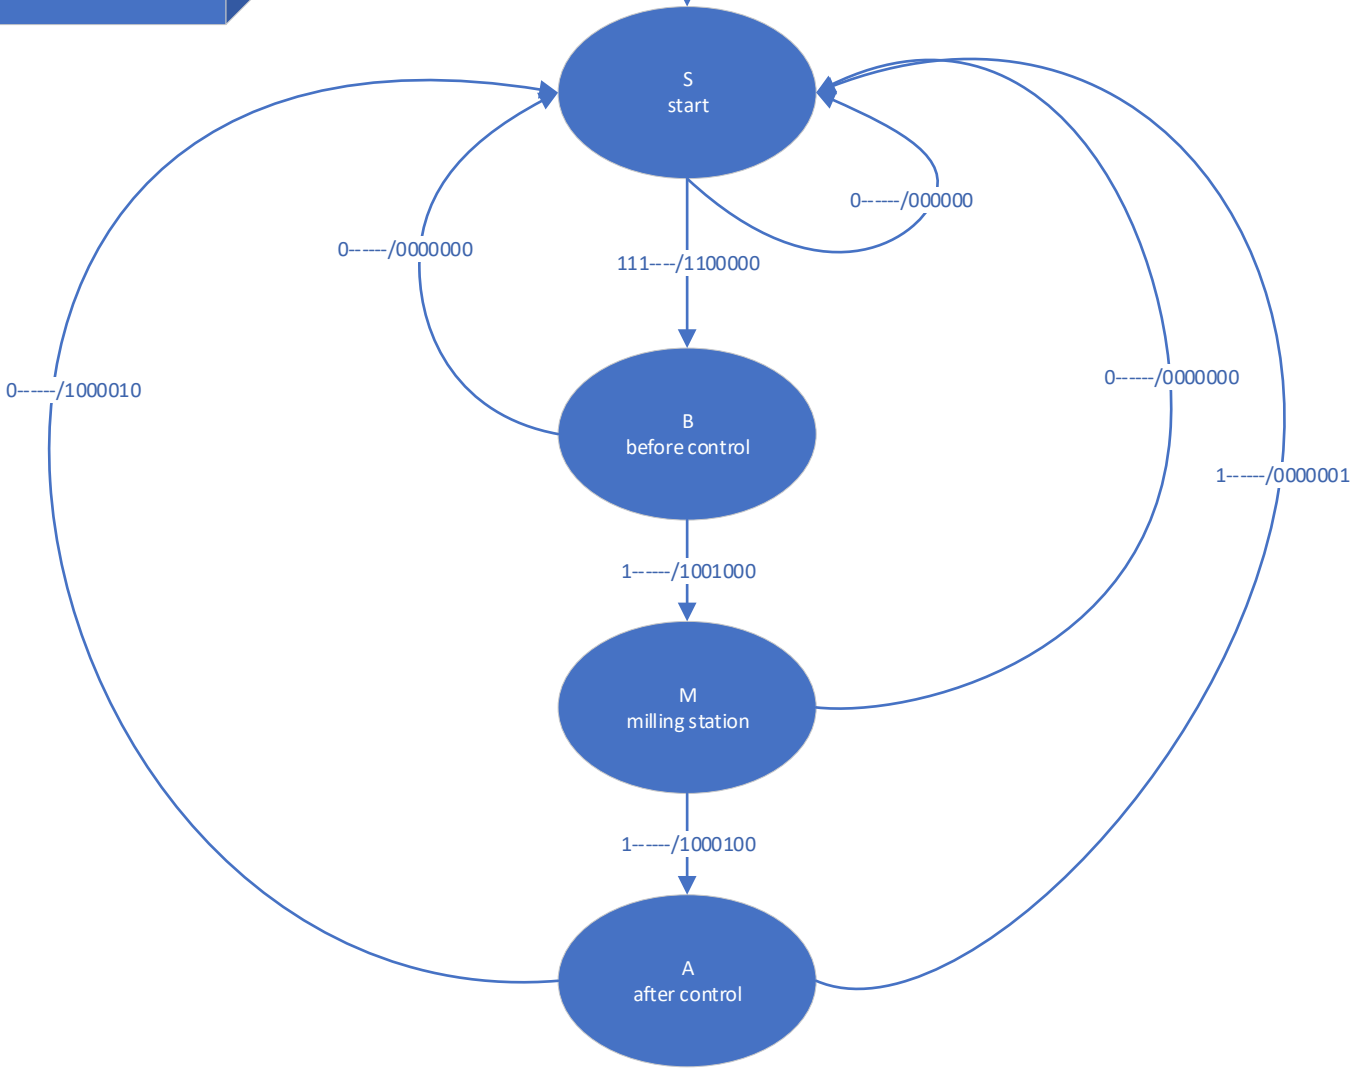 S
start
0------/000000
0------/0000000
111----/1100000
0------/1000010
0------/0000000
B
before control
1------/0000001
1------/1001000
M
milling station
1------/1000100
A
after control